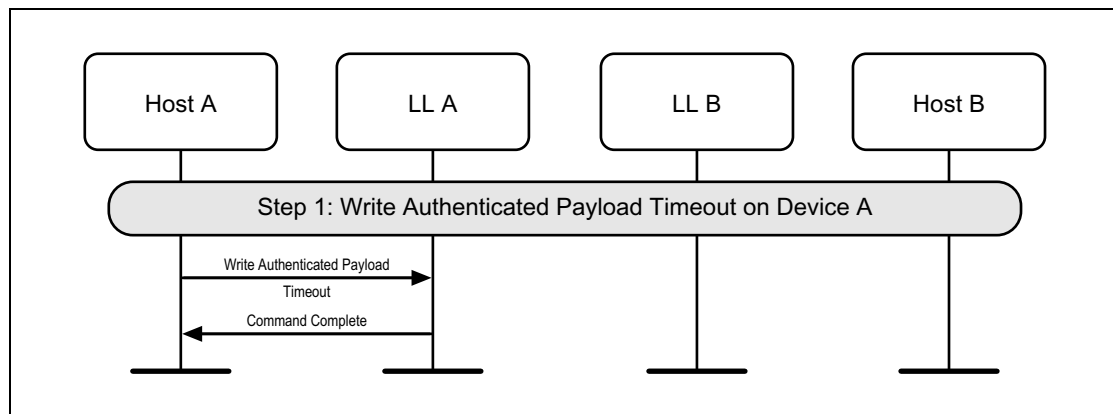 Host A
LL A
LL B
Host B
Step 1: Write Authenticated Payload Timeout on Device A
Write Authenticated Payload
Timeout
Command Complete